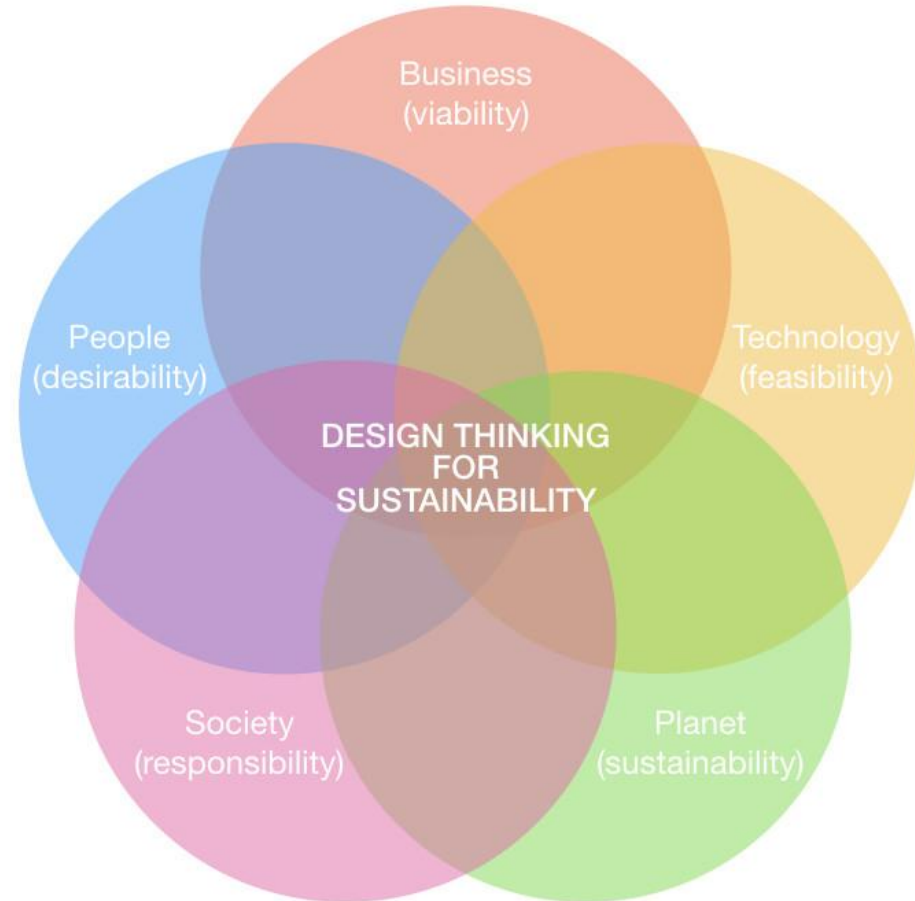 Business
(viability)
People
(desirability)
Technology
(feasibility)
DESIGN THINKING
FOR
SUSTAINABILITY
Society
(responsibility)
Planet
(sustainability)